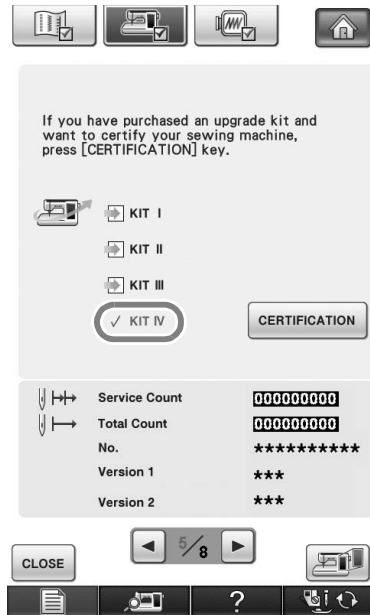 If you have purchased an upgrade kit and
want to certify your sewing machine,
press [CERTIFICATION] key.
KIT I
KIT II
KIT III
✓ KIT IV
CERTIFICATION
Service Count 000000000
Total Count 000000000
No. **********
Version 1 ***
Version 2 ***
5/8
CLOSE
?